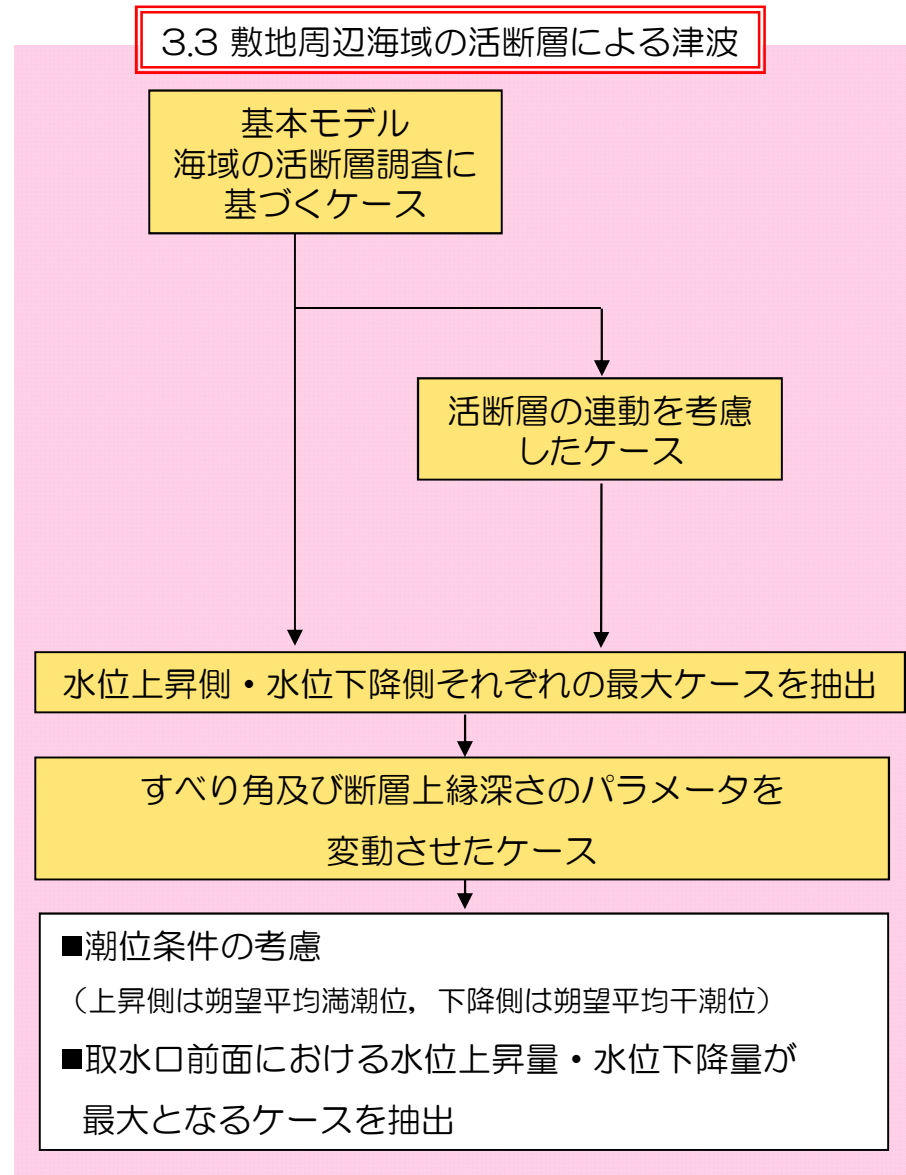 3.3 敷地周辺海域の活断層による津波
基本モデル
海域の活断層調査に
基づくケース
活断層の連動を考慮
したケース
水位上昇側・水位下降側それぞれの最大ケースを抽出
すべり角及び断層上縁深さのパラメータを
変動させたケース
■潮位条件の考慮
（上昇側は朔望平均満潮位，下降側は朔望平均干潮位）
■取水口前面における水位上昇量・水位下降量が
最大となるケースを抽出